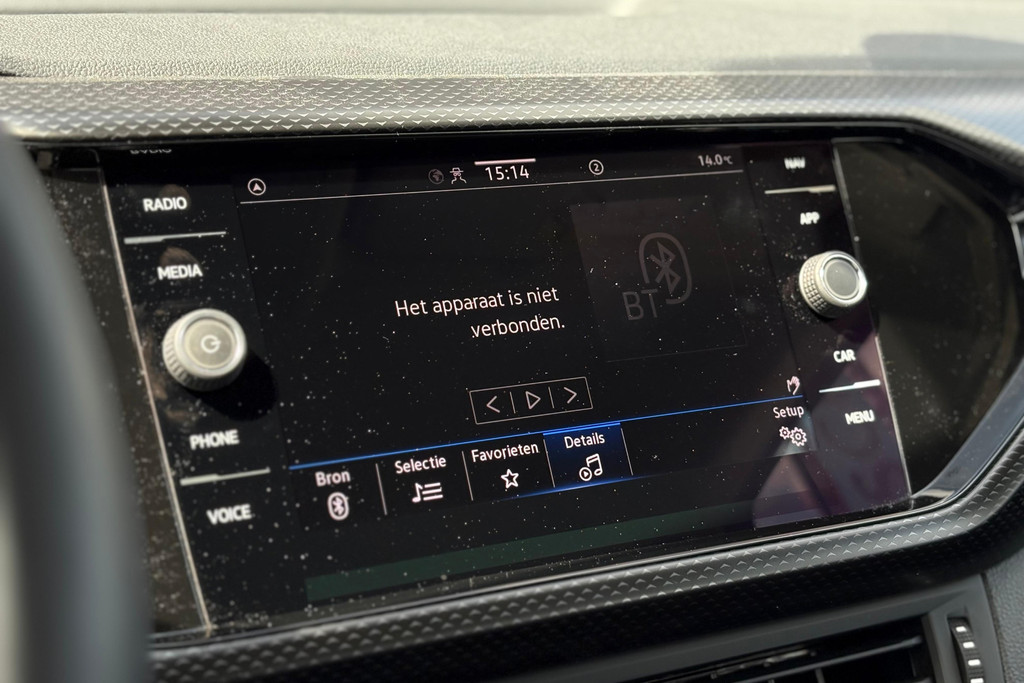 RADIO
MEDIA
PHONE
VOICE
15:14
2
14.0°C
Het apparaat is niet
verbonden.
BT
Bron
Selectie
Favorieten
Details
Setup
NAV
APP
CAR
MENU